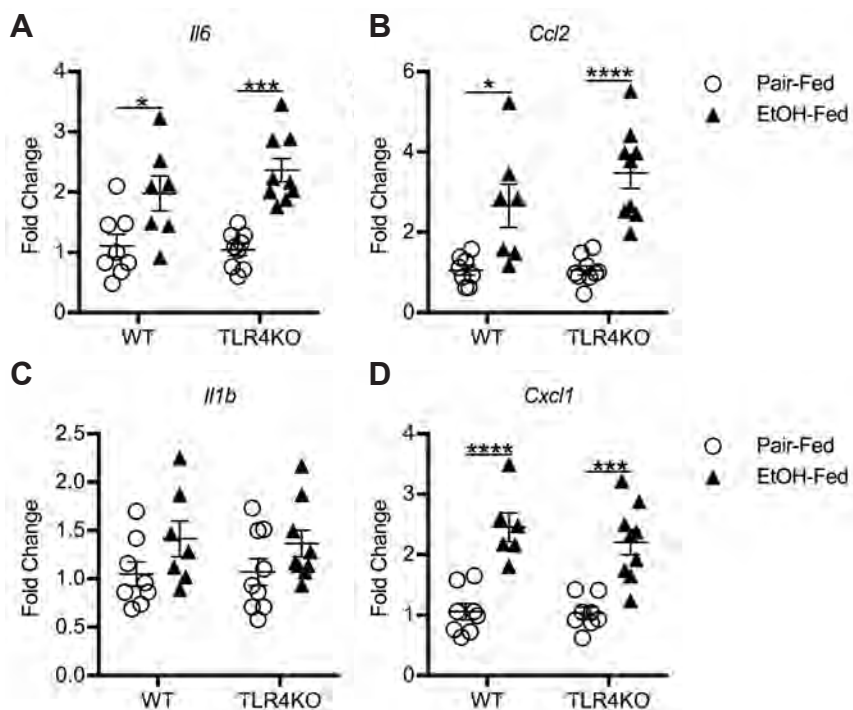 A
Il6
Fold Change
4
3
2
1
0
*
***
WT
TLR4KO
B
Ccl2
Fold Change
6
4
2
0
*
****
WT
TLR4KO
Pair-Fed
EtOH-Fed
C
Il1b
Fold Change
2.5
2.0
1.5
1.0
0.5
0.0
WT
TLR4KO
D
Cxcl1
Fold Change
4
3
2
1
0
****
***
WT
TLR4KO
Pair-Fed
EtOH-Fed